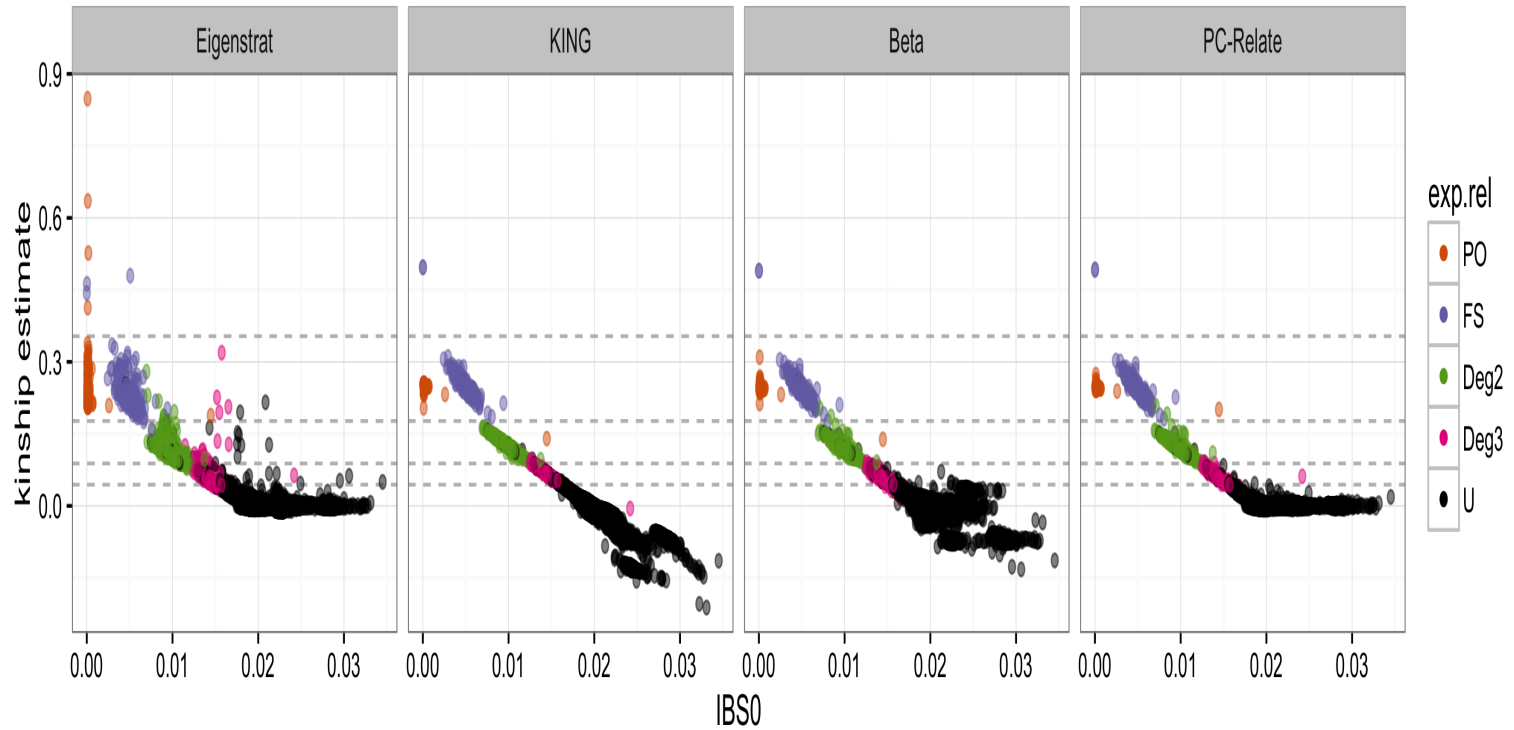 Eigenstrat KING Beta PC-Relate
kinship estimate
0.9
0.6
0.3
0.0
0.00 0.01 0.02 0.03 0.00 0.01 0.02 0.03 0.00 0.01 0.02 0.03 0.00 0.01 0.02 0.03
IBS0
exp.rel
PO
FS
Deg2
Deg3
U